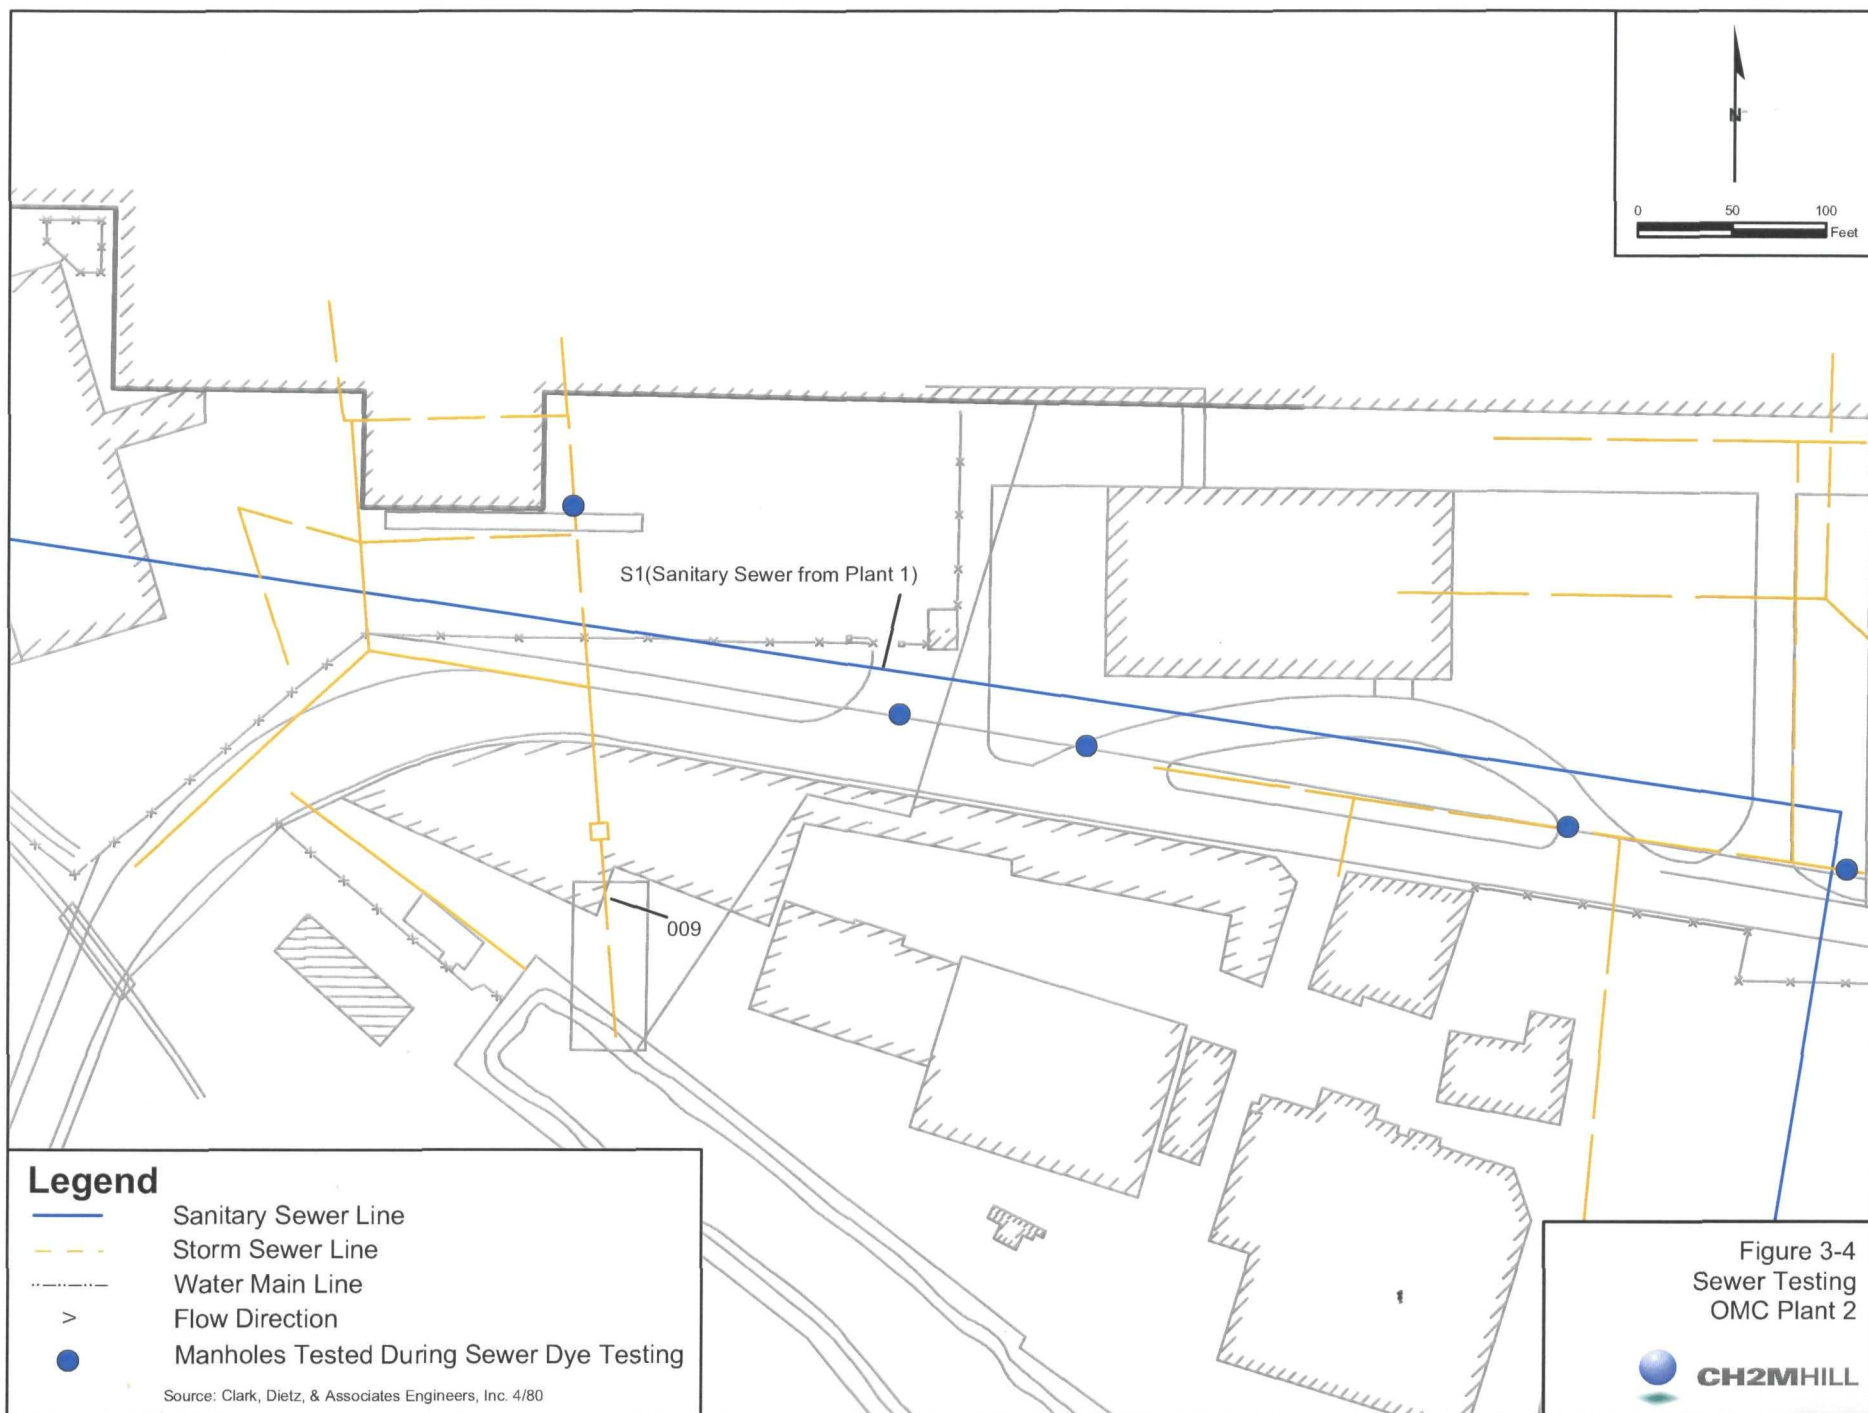 N
0 50 100
Feet
S1(Sanitary Sewer from Plant 1)
009
Legend
Sanitary Sewer Line
Storm Sewer Line
Water Main Line
> Flow Direction
Manholes Tested During Sewer Dye Testing
Source: Clark, Dietz, & Associates Engineers, Inc. 4/80
Figure 3-4
Sewer Testing
OMC Plant 2
CH2MHILL